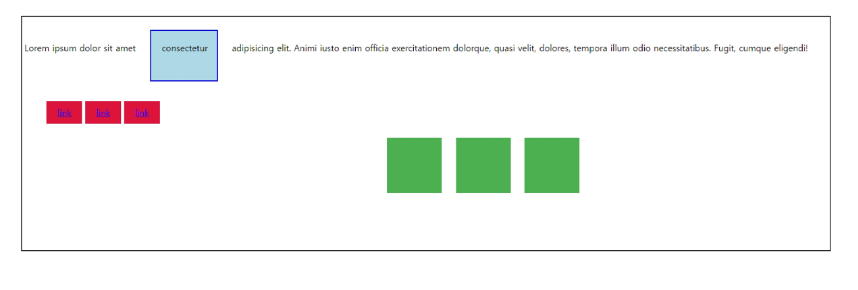 Lorem ipsum dolor sit amet consectetur adipisicing elit. Animi iusto enim officia exercitationem dolorque, quasi velit, dolores, tempora illum odio necessitatibus. Fugit, cumque eligendi!
link link link